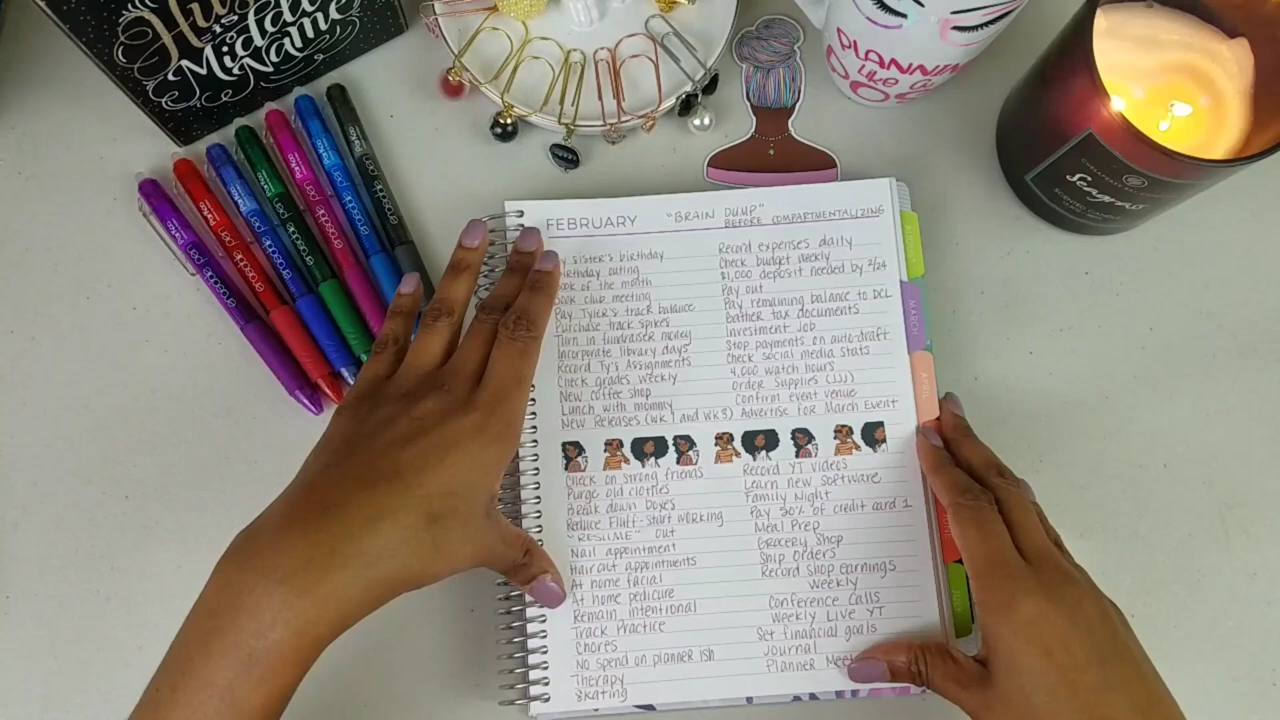 Hu
is
Middl
Name
PLANNIN
LIKE A
Seagrass
FEBRUARY "BRAIN DUMP"
BEFORE COMPARTMENTALIZING
sister's birthday
Birthday outing
Book of the month
Book club meeting
Pay Tyler's track balance
Purchase track spikes
Turn in fundraiser money
Incorporate library days
Record Ty's Assignments
Check grades weekly
New coffee shop
Lunch with mommy
New Releases (WK 1 and WK3)
Record expenses daily
Check budget weekly
$1,000 deposit needed by 2/24
Pay out
Pay remaining balance to DCL
Gather tax documents
Investment Job
Stop payments on auto-draft
Check social media stats
4,000 watch hours
Order Supplies (JJJ)
Confirm event venue
Advertise for March Event
Check on strong friends
Purge old clothes
Break down boxes
Reduce Fluff-start working
"RESUME" out
Nail appointment
Haircut appointments
At home facial
At home pedicure
Remain intentional
Track Practice
Chores
No spend on planner ish
Therapy
Skating
Record YT Videos
Learn new software
Family Night
Pay 30% of credit card 1
Meal Prep
Grocery Shop
Ship Orders
Record shop earnings
Weekly
Conference Calls
Weekly Live YT
Set financial goals
Journal
Planner Mee
MARCH
APRIL